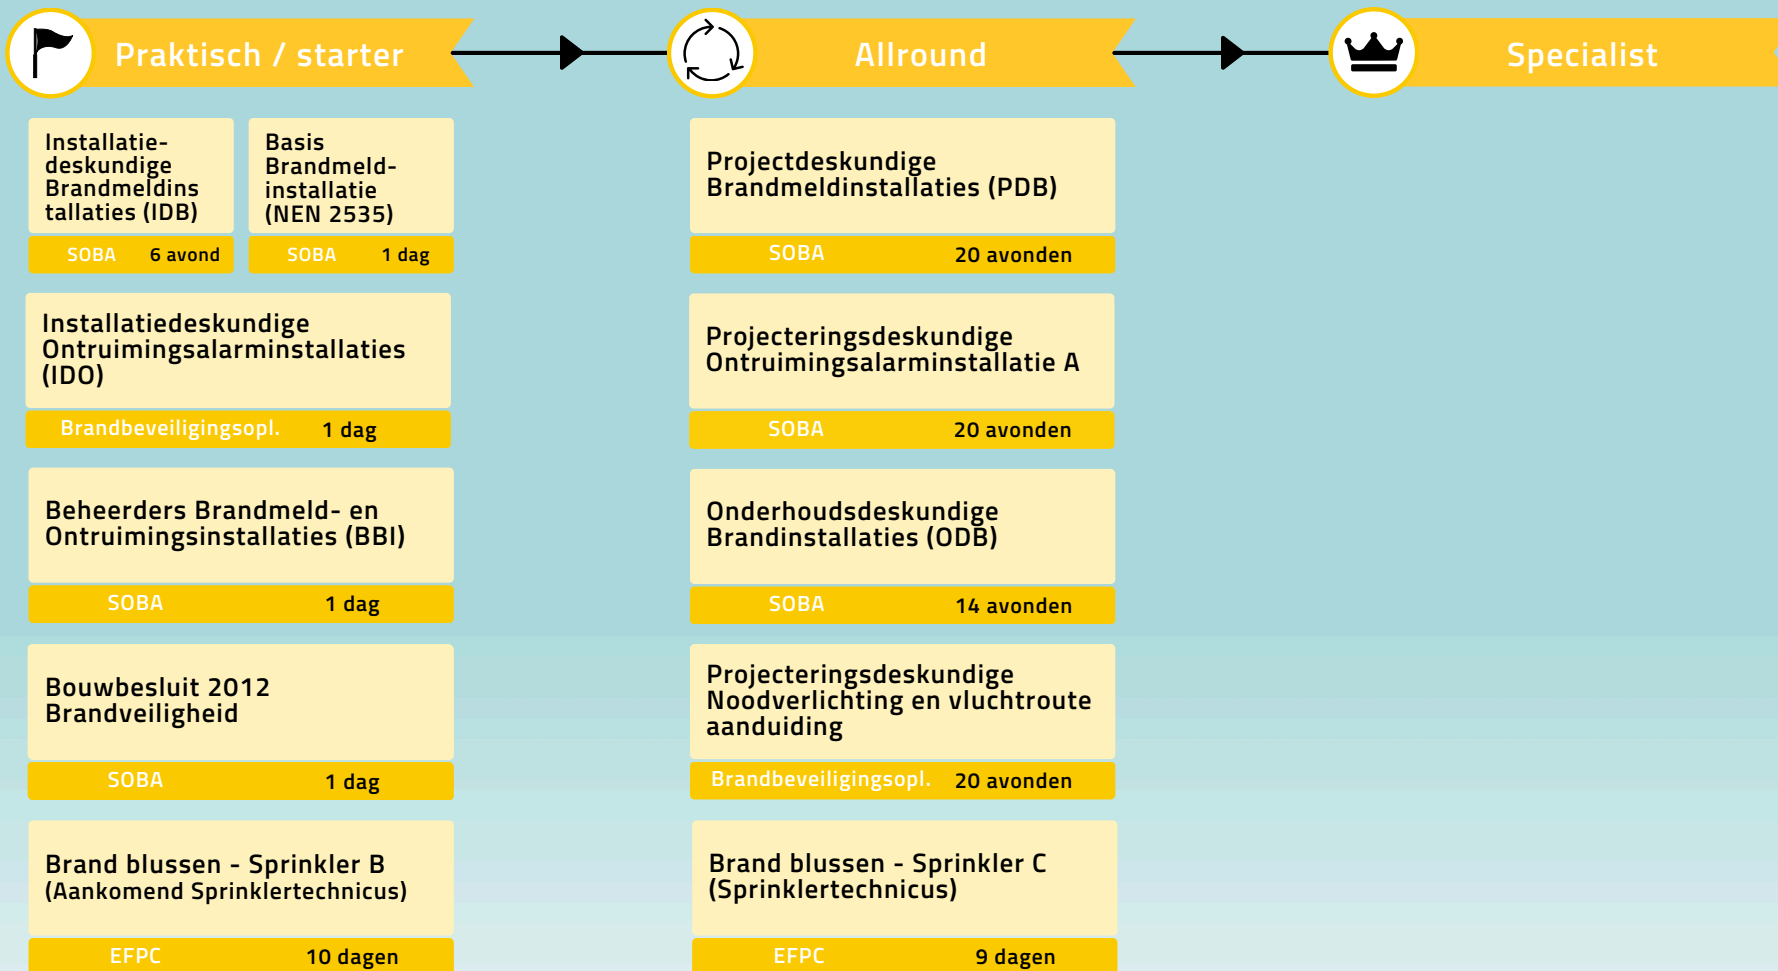 Praktisch / starter
Allround
Specialist
Installatie-
deskundige
Brandmeldins
tallaties (IDB)
SOBA 6 avond
Basis
Brandmeld-
installatie
(NEN 2535)
SOBA 1 dag
Installatiedeskundige
Ontruimingsalarminstallaties
(IDO)
Brandbeveiligingsopl. 1 dag
Beheerders Brandmeld- en
Ontruimingsinstallaties (BBI)
SOBA 1 dag
Bouwbesluit 2012
Brandveiligheid
SOBA 1 dag
Brand blussen - Sprinkler B
(Aankomend Sprinklertechnicus)
EFPC 10 dagen
Projectdeskundige
Brandmeldinstallaties (PDB)
SOBA 20 avonden
Projecteringsdeskundige
Ontruimingsalarminstallatie A
SOBA 20 avonden
Onderhoudsdeskundige
Brandinstallaties (ODB)
SOBA 14 avonden
Projecteringsdeskundige
Noodverlichting en vluchtroute
aanduiding
Brandbeveiligingsopl. 20 avonden
Brand blussen - Sprinkler C
(Sprinklertechnicus)
EFPC 9 dagen